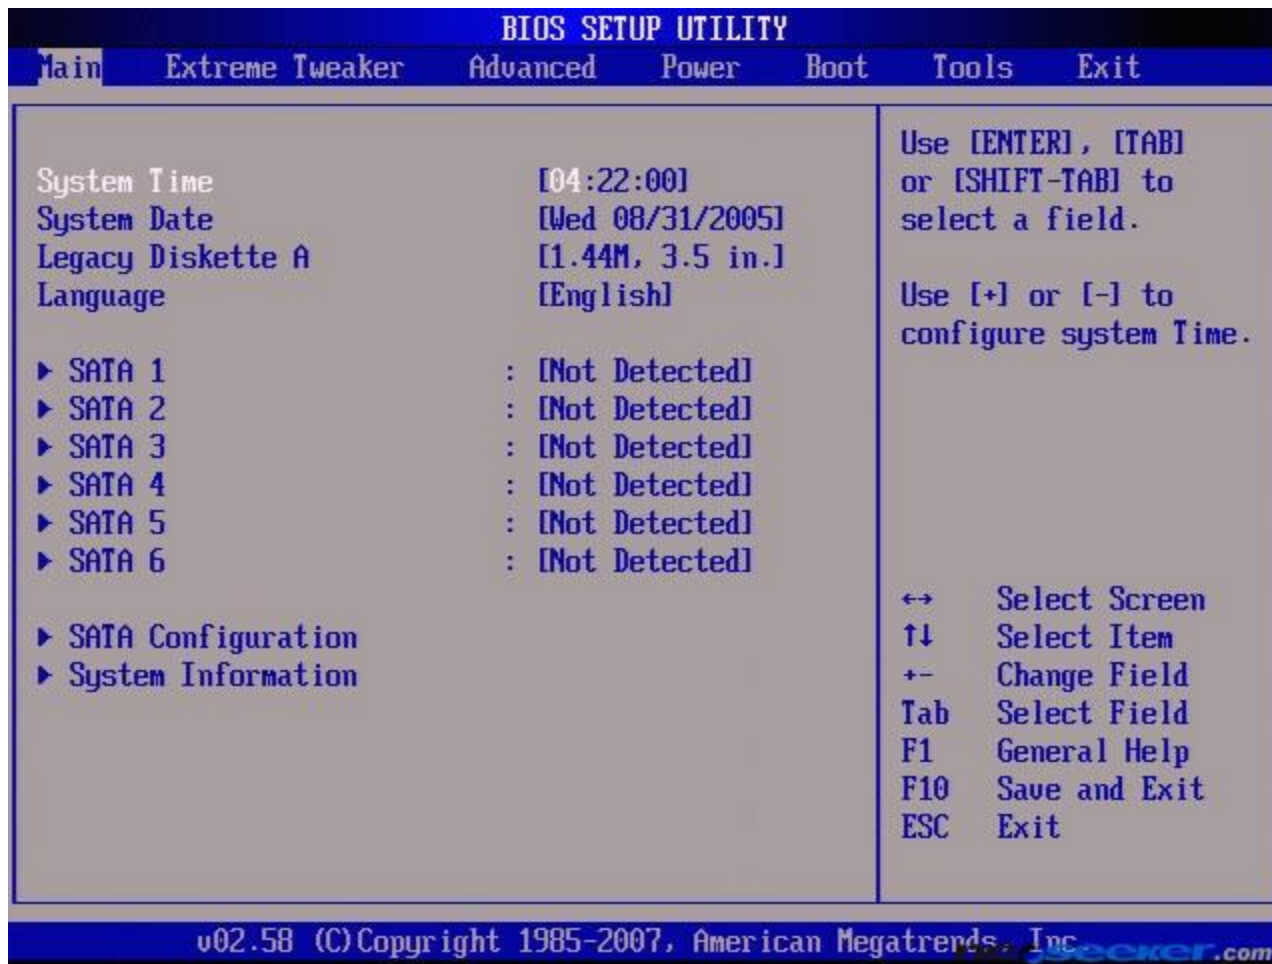 BIOS SETUP UTILITY
Main Extreme Tweaker Advanced Power Boot Tools Exit
System Time [04:22:00]
System Date [Wed 08/31/2005]
Legacy Diskette A [1.44M, 3.5 in.]
Language [English]
▶ SATA 1 : [Not Detected]
▶ SATA 2 : [Not Detected]
▶ SATA 3 : [Not Detected]
▶ SATA 4 : [Not Detected]
▶ SATA 5 : [Not Detected]
▶ SATA 6 : [Not Detected]
▶ SATA Configuration
▶ System Information
Use [ENTER], [TAB]
or [SHIFT-TAB] to
select a field.
Use [+] or [-] to
configure system Time.
←→ Select Screen
↑↓ Select Item
+- Change Field
Tab Select Field
F1 General Help
F10 Save and Exit
ESC Exit
v02.58 (C)Copyright 1985-2007, American Megatrends, Inc.
.com